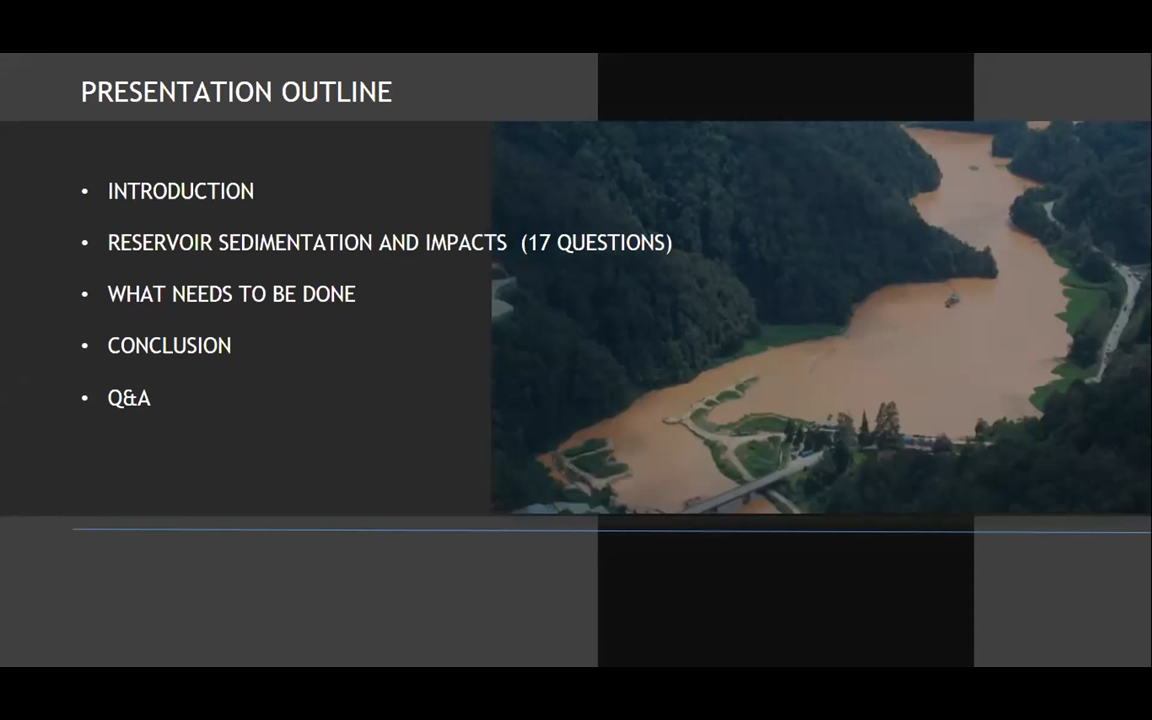 PRESENTATION OUTLINE
• INTRODUCTION
• RESERVOIR SEDIMENTATION AND IMPACTS (17 QUESTIONS)
• WHAT NEEDS TO BE DONE
• CONCLUSION
• Q&A